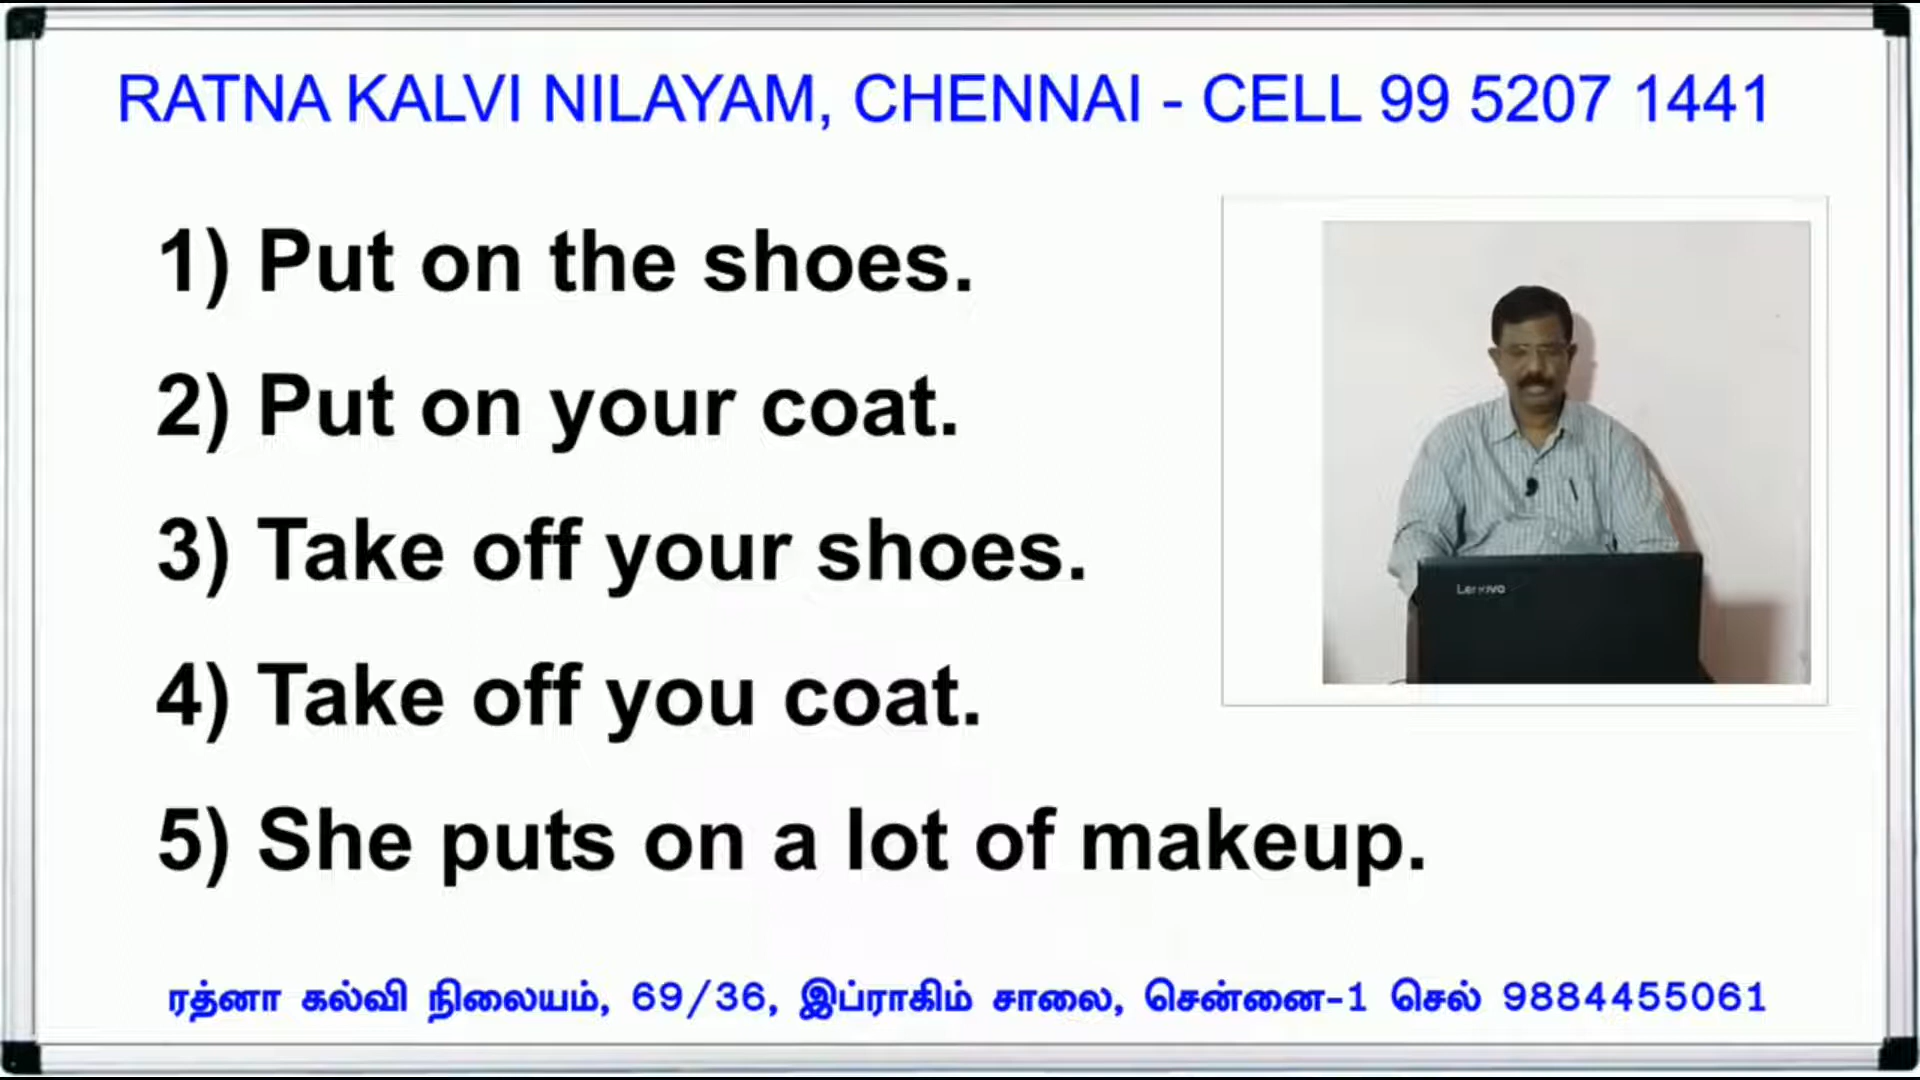 RATNA KALVI NILAYAM, CHENNAI - CELL 99 5207 1441
1) Put on the shoes.
2) Put on your coat.
3) Take off your shoes.
4) Take off you coat.
5) She puts on a lot of makeup.
Lenovo
ரத்னா கல்வி நிலையம், 69/36, இப்ராகிம் சாலை, சென்னை-1 செல் 9884455061